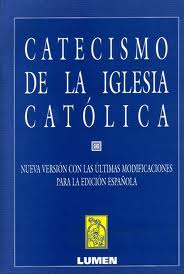 CATECISMO
DE LA IGLESIA
CATÓLICA
NUEVA VERSIÓN CON LAS ÚLTIMAS MODIFICACIONES
PARA LA EDICIÓN ESPAÑOLA
LUMEN